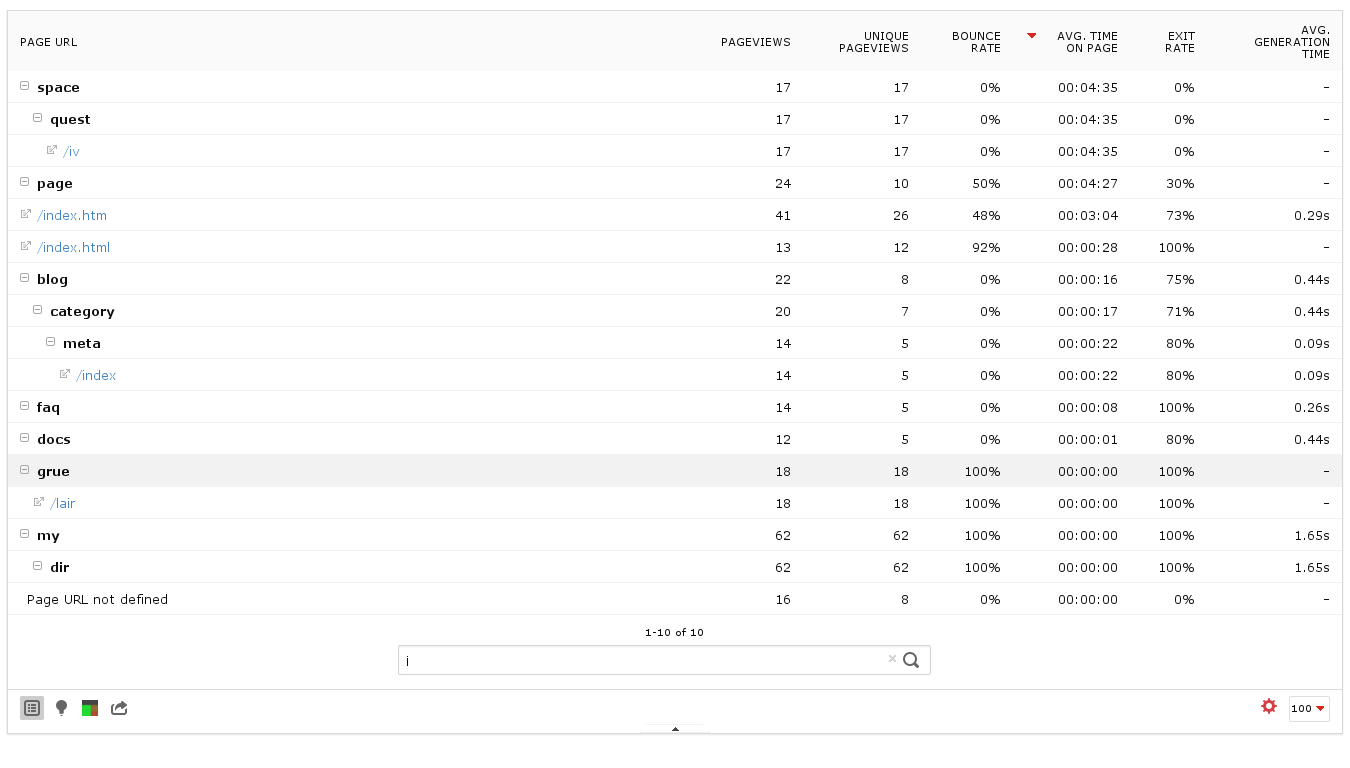 PAGE URL PAGEVIEWS UNIQUE PAGEVIEWS BOUNCE RATE AVG. TIME ON PAGE EXIT RATE AVG. GENERATION TIME
space 17 17 0% 00:04:35 0% -
quest 17 17 0% 00:04:35 0% -
/iv 17 17 0% 00:04:35 0% -
page 24 10 50% 00:04:27 30% -
/index.htm 41 26 48% 00:03:04 73% 0.29s
/index.html 13 12 92% 00:00:28 100% -
blog 22 8 0% 00:00:16 75% 0.44s
category 20 7 0% 00:00:17 71% 0.44s
meta 14 5 0% 00:00:22 80% 0.09s
/index 14 5 0% 00:00:22 80% 0.09s
faq 14 5 0% 00:00:08 100% 0.26s
docs 12 5 0% 00:00:01 80% 0.44s
grue 18 18 100% 00:00:00 100% -
/lair 18 18 100% 00:00:00 100% -
my 62 62 100% 00:00:00 100% 1.65s
dir 62 62 100% 00:00:00 100% 1.65s
Page URL not defined 16 8 0% 00:00:00 0% -
1-10 of 10
i
100